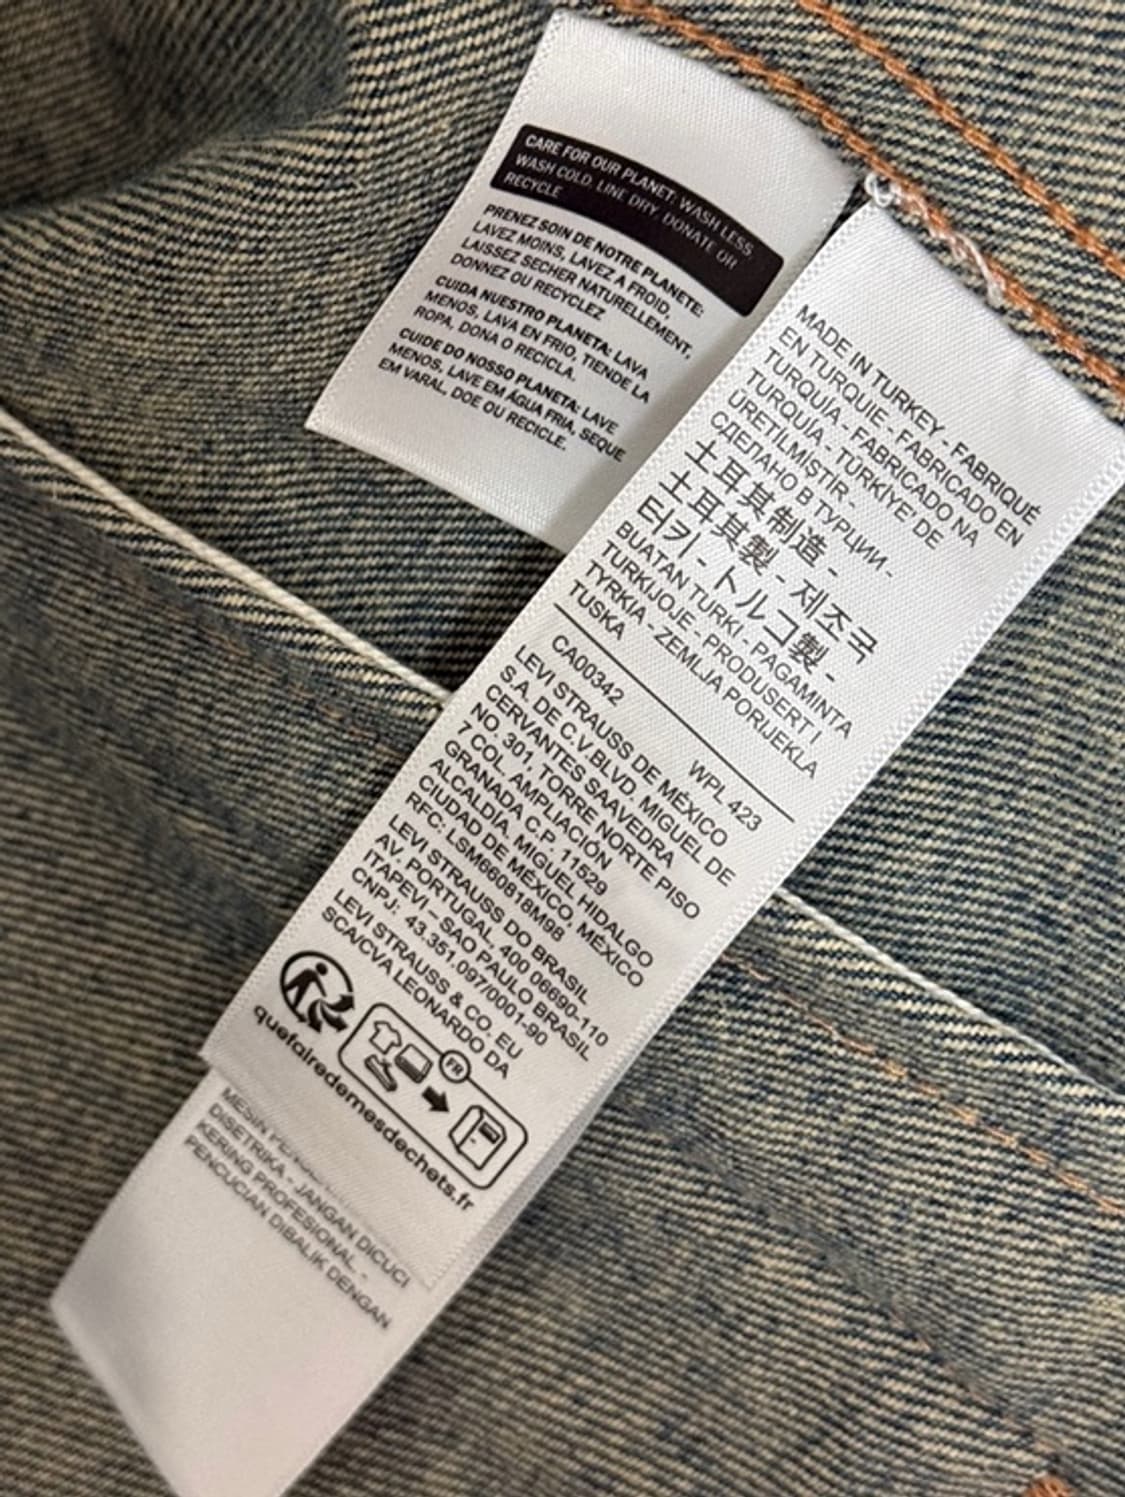 CARE FOR OUR PLANET: WASH LESS,
WASH COLD, LINE DRY, DONATE OR
RECYCLE
PRENEZ SOIN DE NOTRE PLANETE:
LAVEZ MOINS, LAVEZ A FROID,
LAISSEZ SECHER NATURELLEMENT,
DONNEZ OU RECYCLEZ
CUIDA NUESTRO PLANETA: LAVA
MENOS, LAVA EN FRIO, TIENDE LA
ROPA, DONA O RECICLA.
CUIDE DO NOSSO PLANETA: LAVE
MENOS, LAVE EM ÁGUA FRIA, SEQUE
EM VARAL, DOE OU RECICLE.
MADE IN TURKEY - FABRIQUÉ
EN TURQUIE - FABRICADO EN
TURQUÍA - FABRICADO NA
TURQUIA - TÜRKIYE DE
ÜRETİLMİŞTİR -
СДЕЛАНО В ТУРЦИИ -
土耳其制造 -
土耳其製 - 제조국
터키 - トルコ製 -
BUATAN TURKI - PAGAMINTA
TURKIJOJE - PRODUSERT I
TYRKIA - ZEMLJA PORIJEKLA
TUSKA
CA00342 WPL 423
LEVI STRAUSS DE MÉXICO
S.A. DE C.V.BLVD. MIGUEL DE
CERVANTES SAAVEDRA
NO. 301, TORRE NORTE PISO
7 COL. AMPLIACIÓN
GRANADA C.P. 11529
ALCALDÍA. MIGUEL HIDALGO
CIUDAD DE MÉXICO, MÉXICO
RFC: LSM660818M98
LEVI STRAUSS DO BRASIL
AV. PORTUGAL, 400 06690-110
ITAPEVI – SAO PAULO BRASIL
CNPJ: 43.351.097/0001-90
LEVI STRAUSS & CO. EU
SCA/CVA LEONARDO DA
FR
quefairedemesdechets.fr
MESIN
DISETRIKA - JANGAN DICUCI
KERING PROFESIONAL -
PENCUCIAN DIBALIK DENGAN